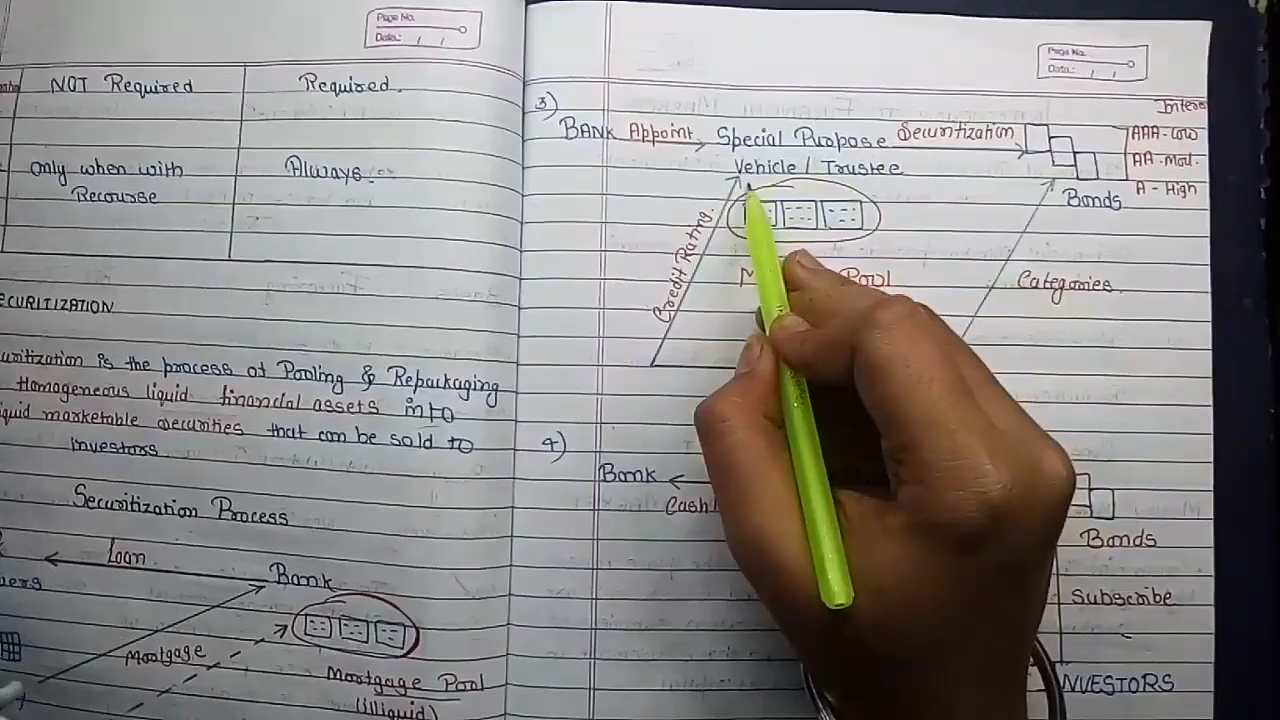 Page No.
Date: / /
NOT Required
Required.
only when with
Recourse
Always
ECURITIZATION
uritization is the process of Pooling & Repackaging
Homogeneous liquid financial assets into
iquid marketable securities that can be sold to
Investors
Securitization Process
Loan
Bank
Mortgage
Mortgage Pool
(illiquid)
Page No.
Date: / /
3)
BANK Appoint Special Purpose Securitization
Vehicle / Trustee
AAA-Low
AA-Mod.
A-High
Bonds
Credit Rating
Pool
Categories
4)
Bank
Cash
Bonds
Subscribe
NVESTORS